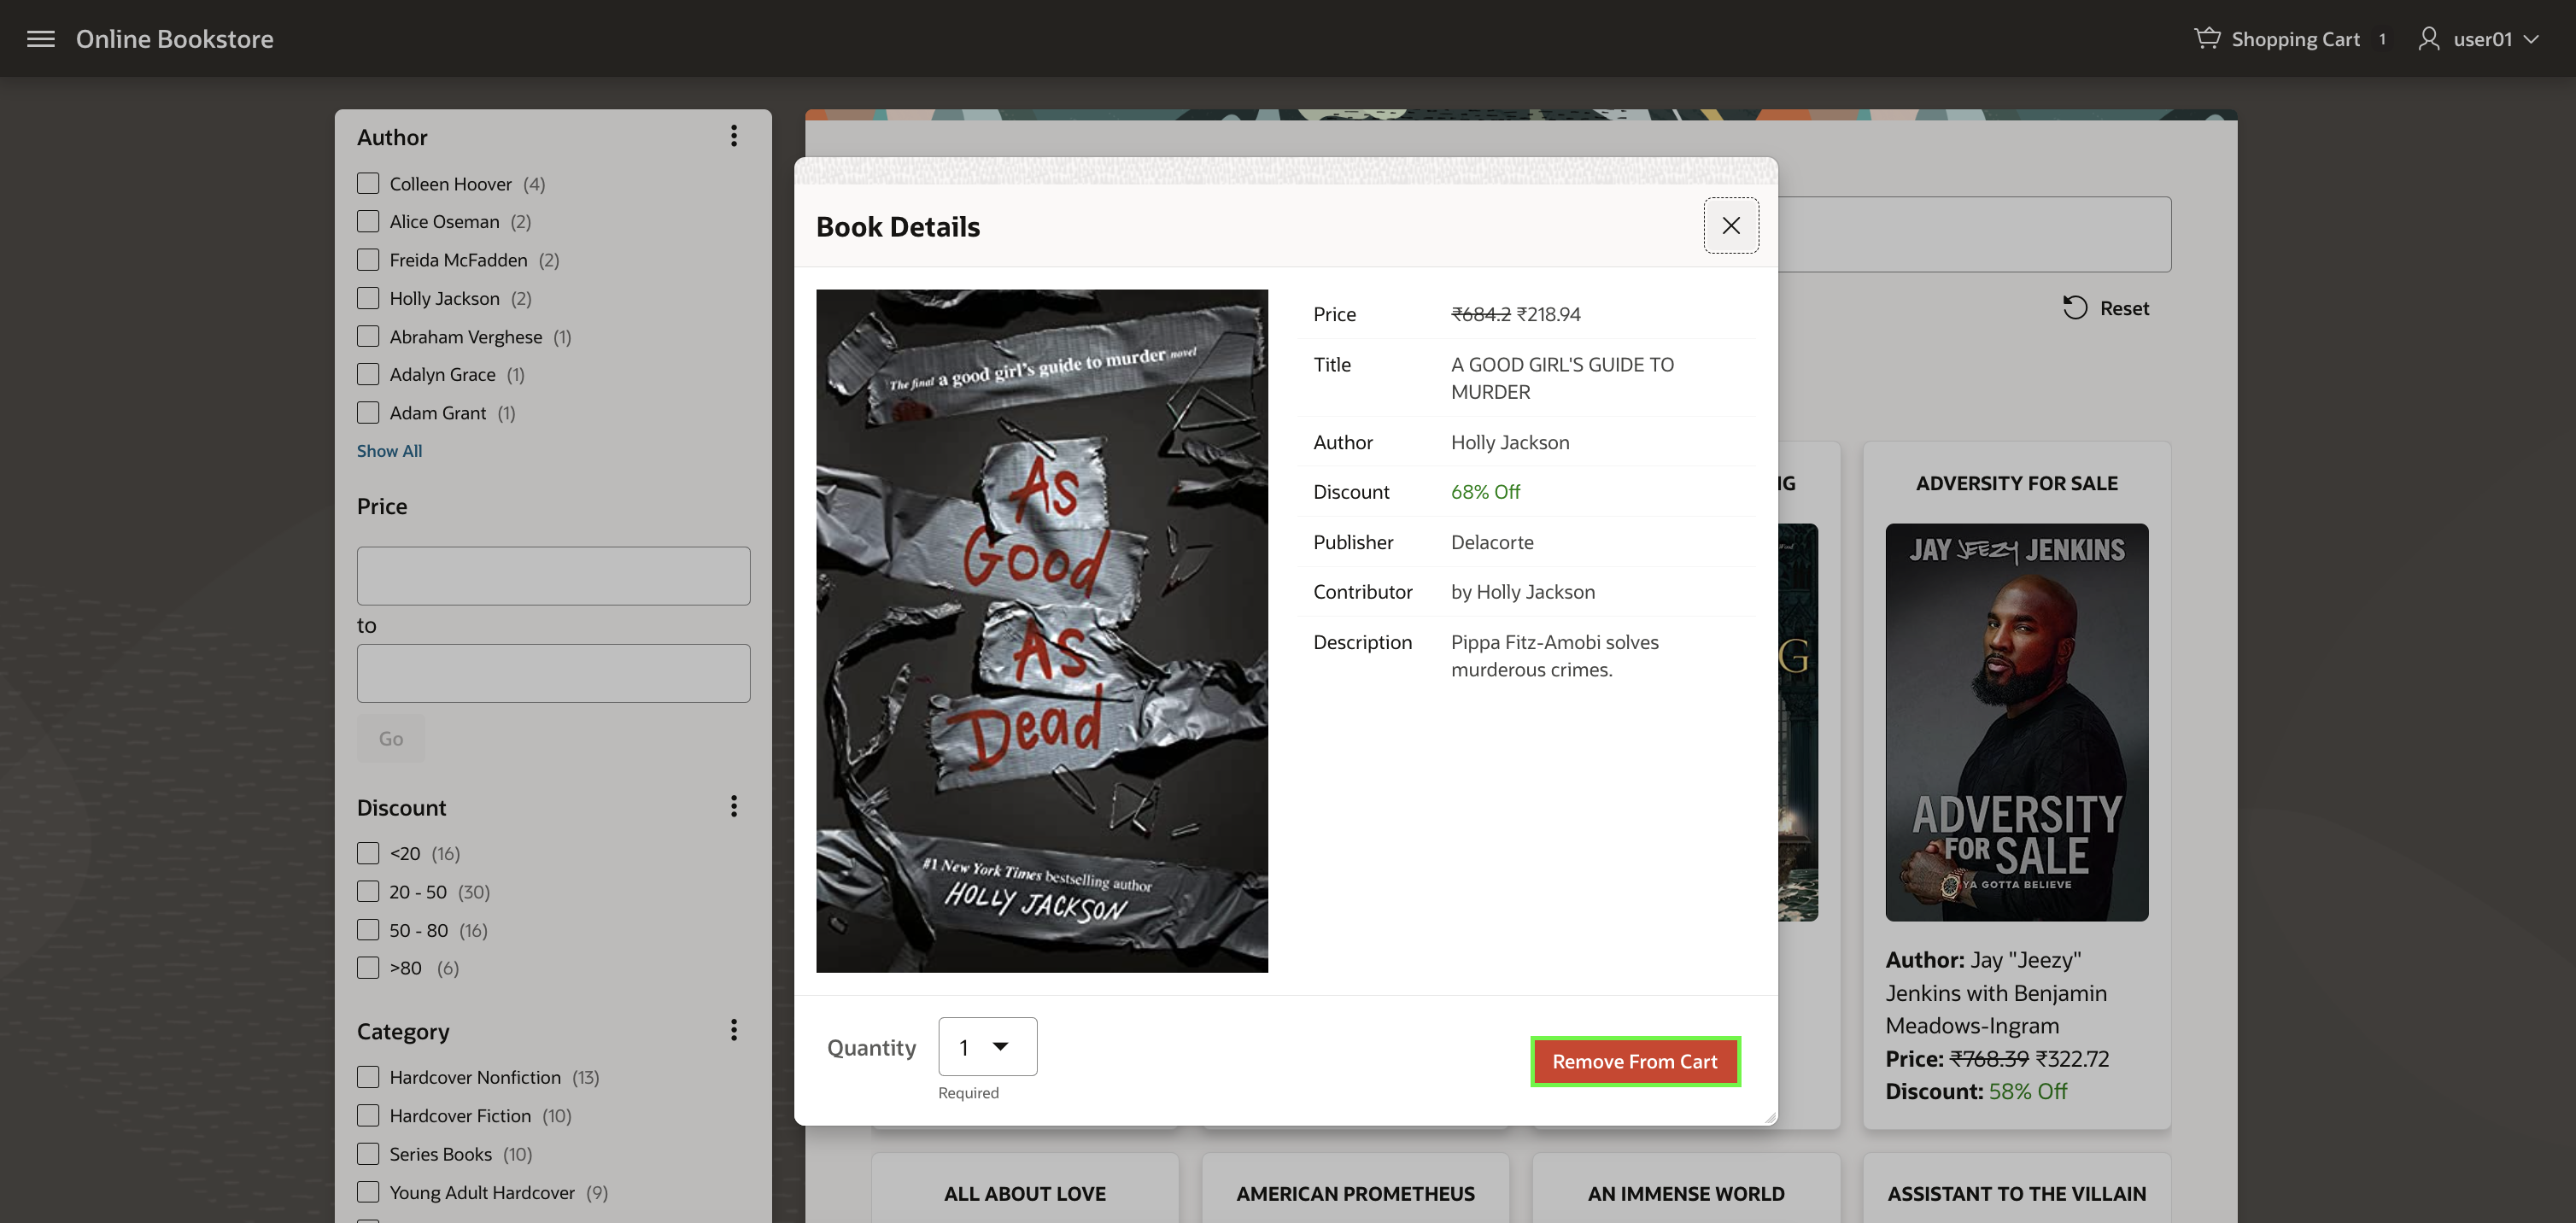 Online Bookstore
Shopping Cart 1
user01
Author
Colleen Hoover (4)
Alice Oseman (2)
Freida McFadden (2)
Holly Jackson (2)
Abraham Verghese (1)
Adalyn Grace (1)
Adam Grant (1)
Show All
Price
to
Go
Discount
<20 (16)
20 - 50 (30)
50 - 80 (16)
>80 (6)
Category
Hardcover Nonfiction (13)
Hardcover Fiction (10)
Series Books (10)
Young Adult Hardcover (9)
Book Details
The final a good girl's guide to murder novel
As
Good
As
Dead
#1 New York Times bestselling author
HOLLY JACKSON
Price ₹684.2 ₹218.94
Title A GOOD GIRL'S GUIDE TO
MURDER
Author Holly Jackson
Discount 68% Off
Publisher Delacorte
Contributor by Holly Jackson
Description Pippa Fitz-Amobi solves
murderous crimes.
Quantity 1
Required
Remove From Cart
Reset
IG
G
ADVERSITY FOR SALE
JAY JEEZY JENKINS
ADVERSITY
FOR SALE
YA GOTTA BELIEVE
Author: Jay "Jeezy"
Jenkins with Benjamin
Meadows-Ingram
Price: ₹768.39 ₹322.72
Discount: 58% Off
ALL ABOUT LOVE
AMERICAN PROMETHEUS
AN IMMENSE WORLD
ASSISTANT TO THE VILLAIN